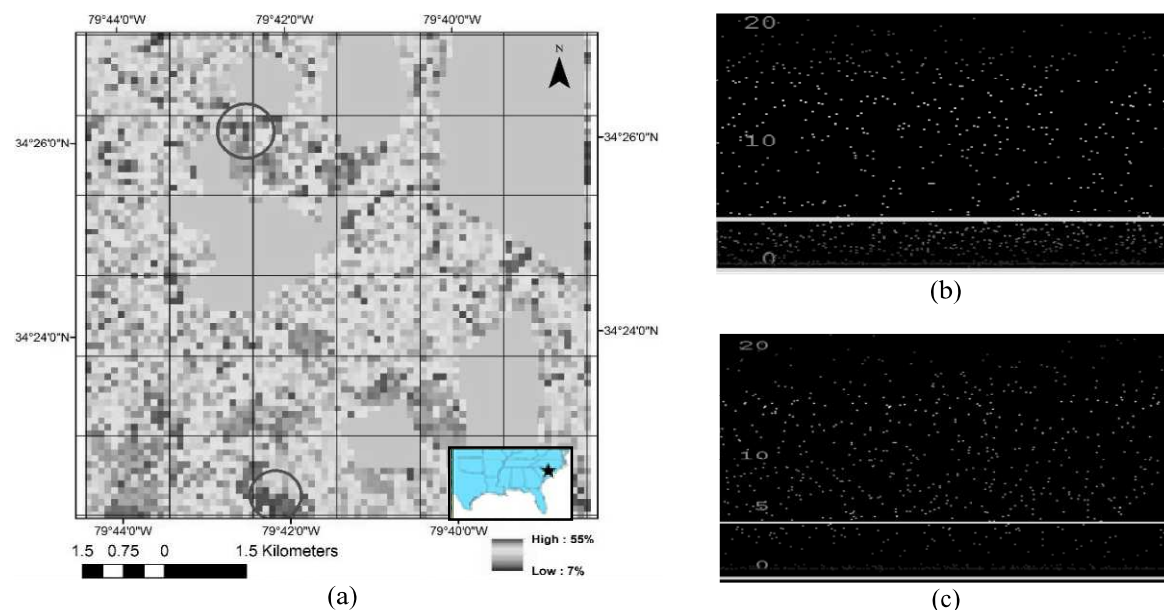 79°44'0"W 79°42'0"W 79°40'0"W
N
34°26'0"N 34°26'0"N
34°24'0"N 34°24'0"N
79°44'0"W 79°42'0"W 79°40'0"W
1.5 0.75 0 1.5 Kilometers
High : 55%
Low : 7%
(a)
20
10
0
(b)
20
10
5
0
(c)